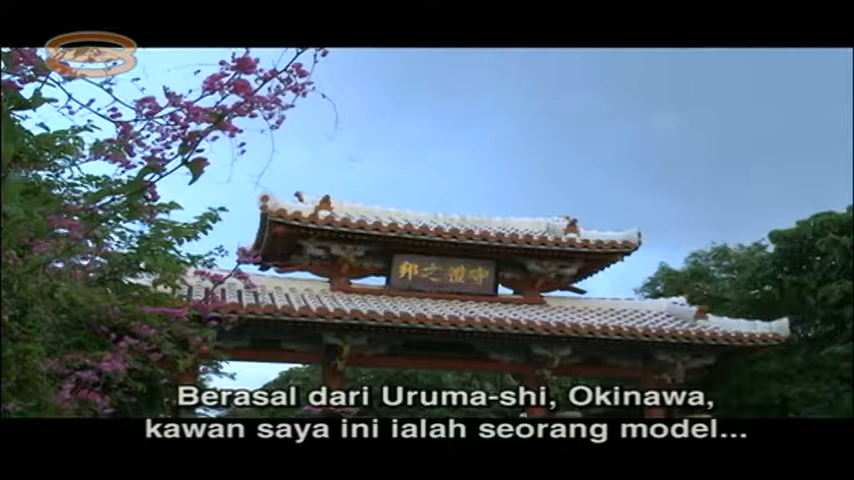 守禮之邦
Berasal dari Uruma-shi, Okinawa,
kawan saya ini ialah seorang model...